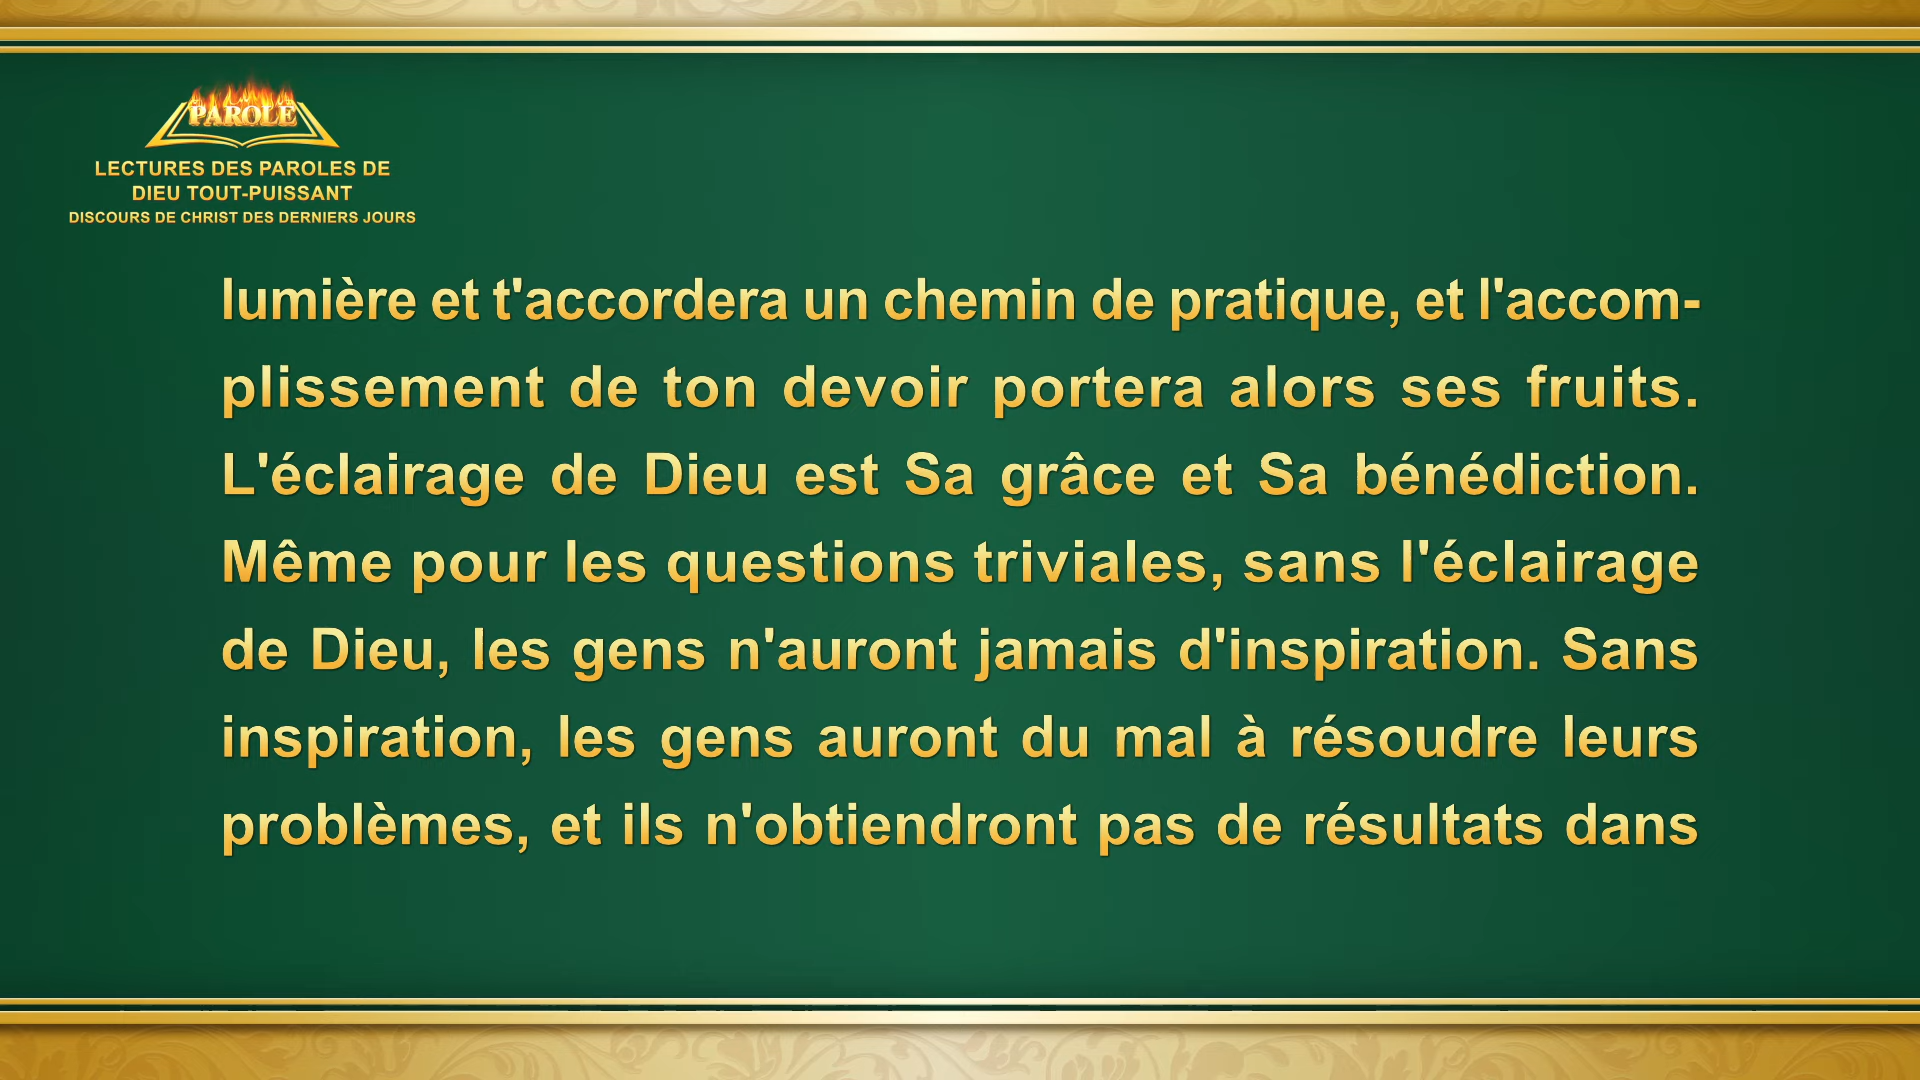 PAROLE
LECTURES DES PAROLES DE
DIEU TOUT-PUISSANT
DISCOURS DE CHRIST DES DERNIERS JOURS
lumière et t'accordera un chemin de pratique, et l'accom-
plissement de ton devoir portera alors ses fruits.
L'éclairage de Dieu est Sa grâce et Sa bénédiction.
Même pour les questions triviales, sans l'éclairage
de Dieu, les gens n'auront jamais d'inspiration. Sans
inspiration, les gens auront du mal à résoudre leurs
problèmes, et ils n'obtiendront pas de résultats dans